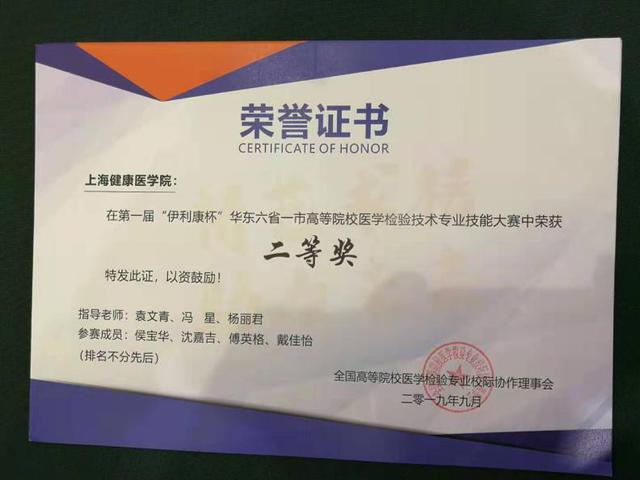 荣誉证书
CERTIFICATE OF HONOR
上海健康医学院：
在第一届“伊利康杯”华东六省一市高等院校医学检验技术专业技能大赛中荣获
二等奖
特发此证，以资鼓励！
指导老师：袁文青、冯 星、杨丽君
参赛成员：侯宝华、沈嘉吉、傅英格、戴佳怡
（排名不分先后）
全国高等院校医学检验专业校际协作理事会
二零一九年九月